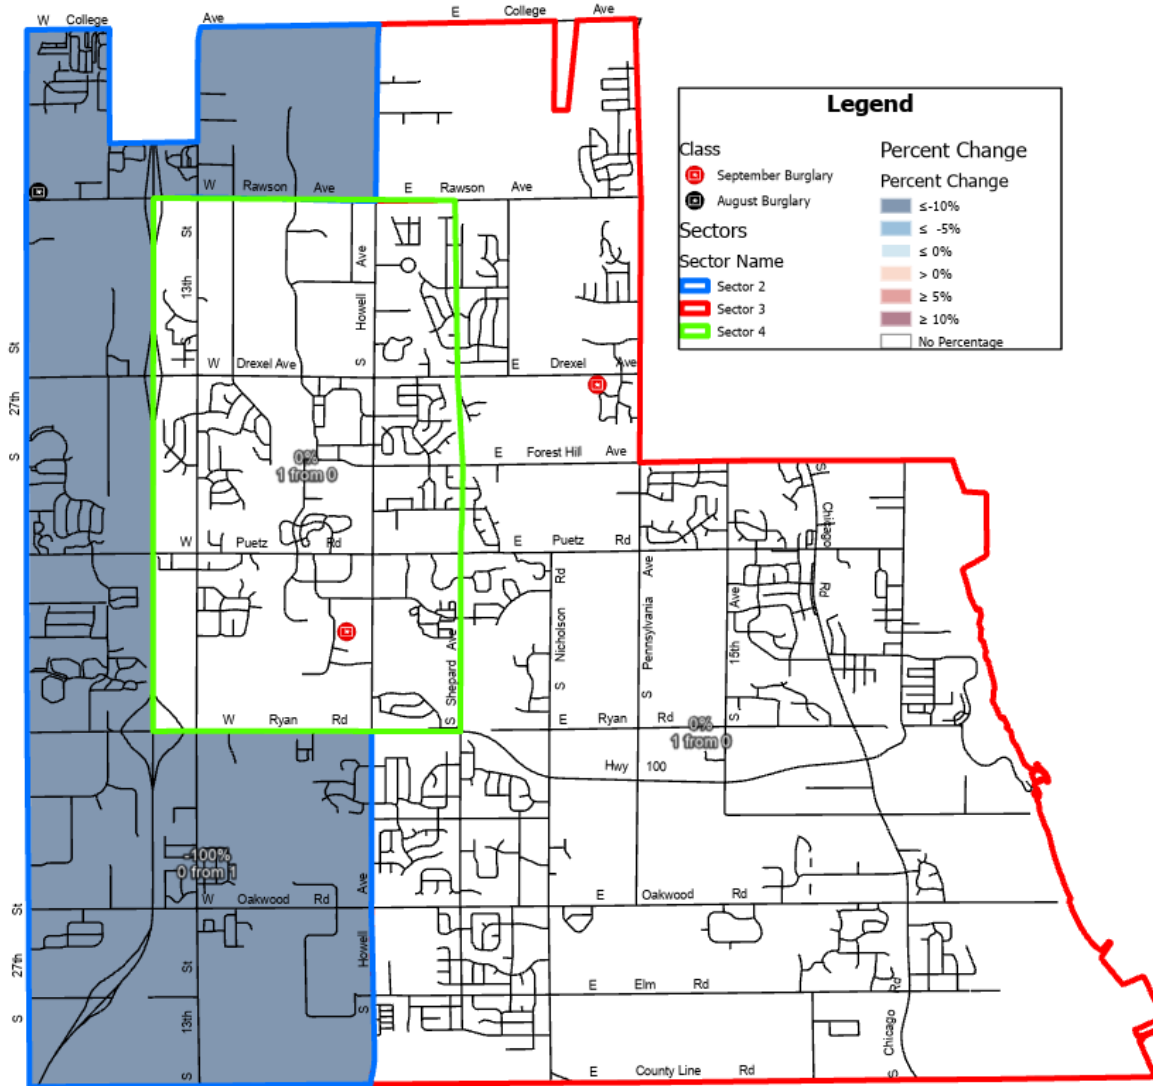 W College Ave E College Ave
Legend
Class
September Burglary
August Burglary
Sectors
Sector Name
Sector 2
Sector 3
Sector 4
Percent Change
Percent Change
≤-10%
≤ -5%
≤ 0%
> 0%
≥ 5%
≥ 10%
No Percentage
W Rawson Ave E Rawson Ave
S 13th St
S Howell Ave
S 27th St
W Drexel Ave E Drexel Ave
E Forest Hill Ave
0%
1 from 0
S Chicago Rd
W Puetz Rd E Puetz Rd
S Shepard Ave
S Nicholson Rd
S Pennsylvania Ave
S 15th Ave
W Ryan Rd E Ryan Rd
0%
1 from 0
Hwy 100
-100%
0 from 1
W Oakwood Rd E Oakwood Rd
S 27th St
S 13th St
S Howell Ave
E Elm Rd
S Chicago Rd
E County Line Rd